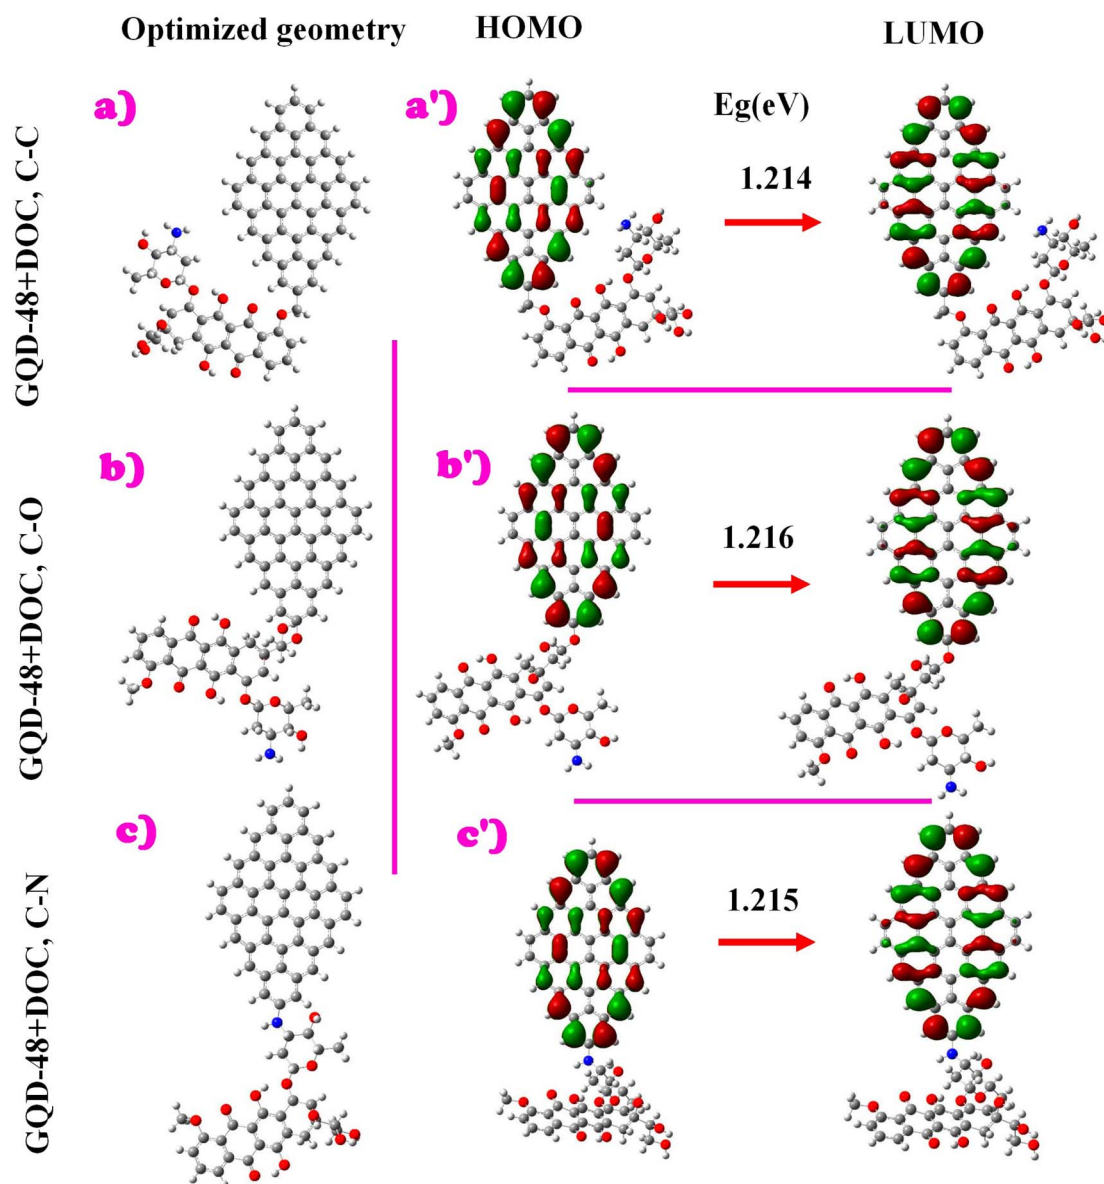 Optimized geometry
HOMO
LUMO
GQD-48+DOC, C-C
a)
a')
Eg(eV)
1.214
GQD-48+DOC, C-O
b)
b')
1.216
GQD-48+DOC, C-N
c)
c')
1.215